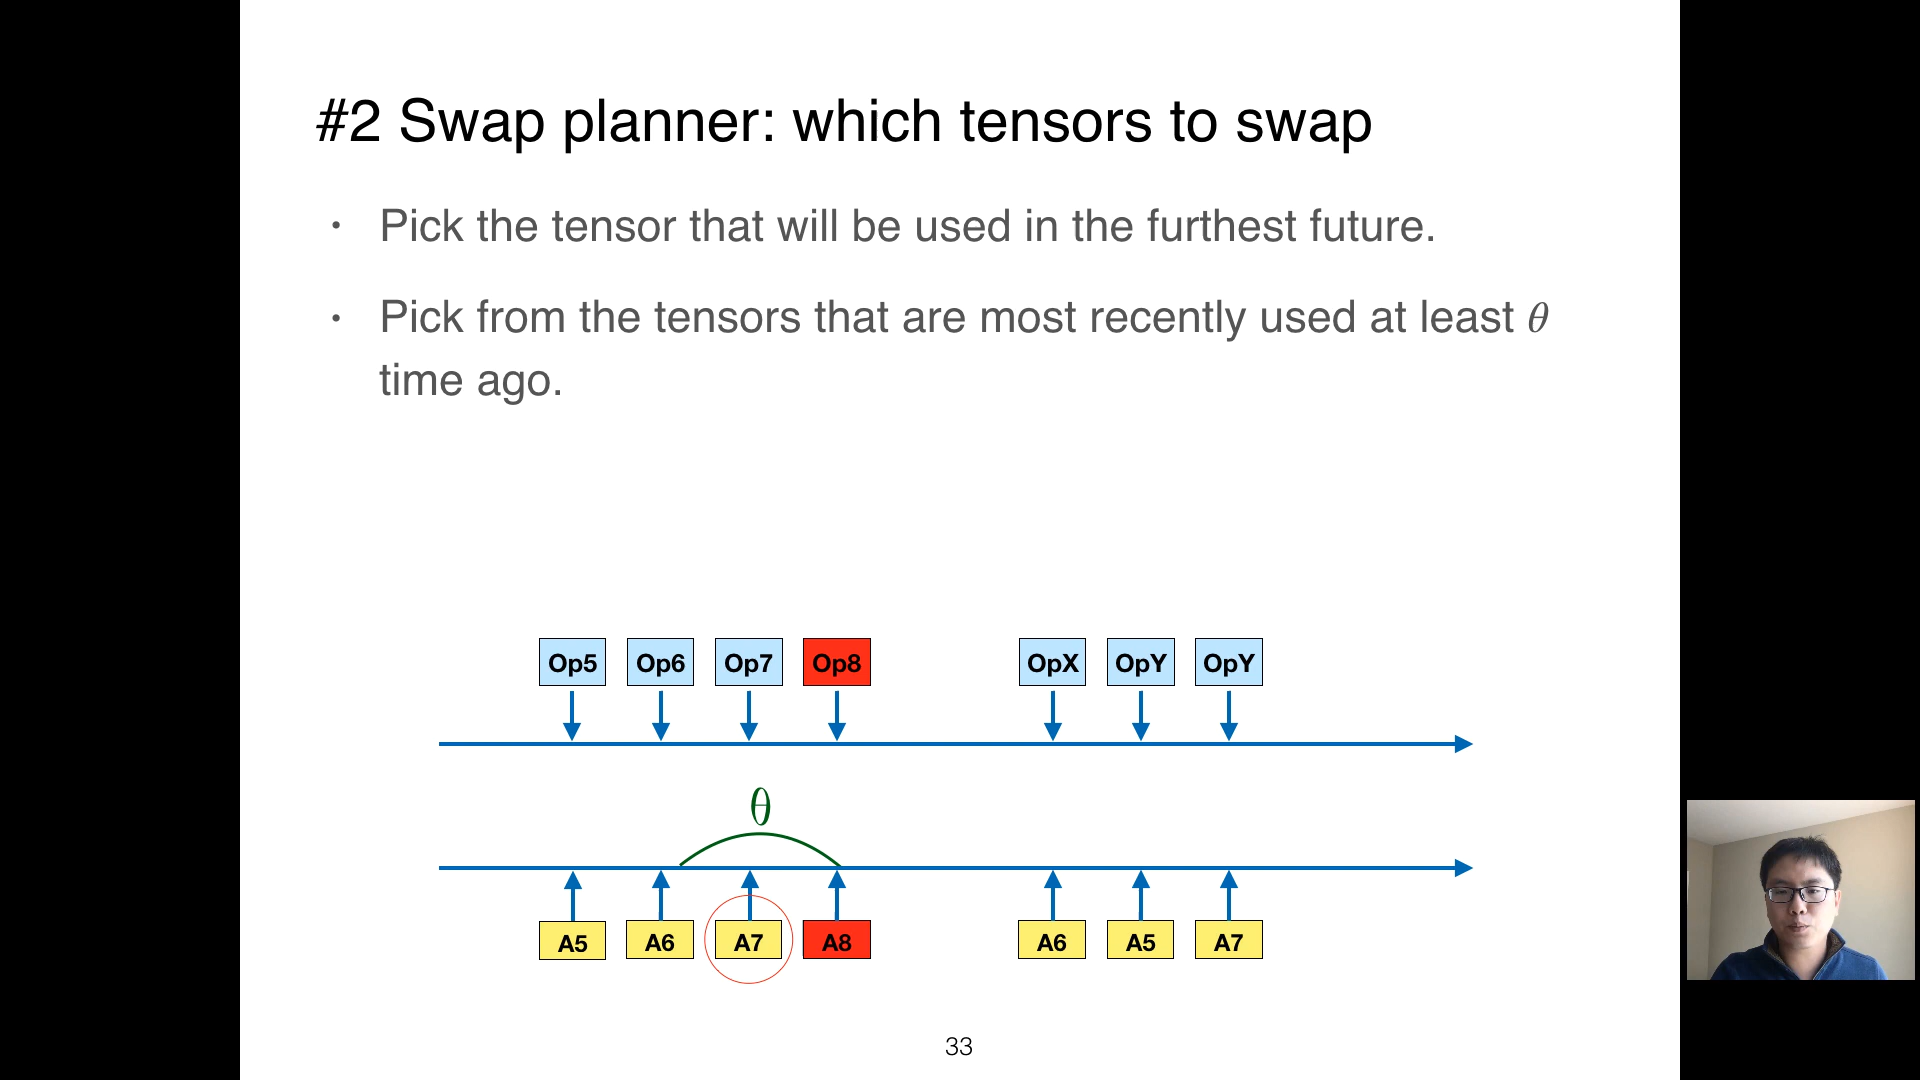 #2 Swap planner: which tensors to swap
• Pick the tensor that will be used in the furthest future.
• Pick from the tensors that are most recently used at least θ
time ago.
Op5 Op6 Op7 Op8 OpX OpY OpY
θ
A5 A6 A7 A8 A6 A5 A7
33